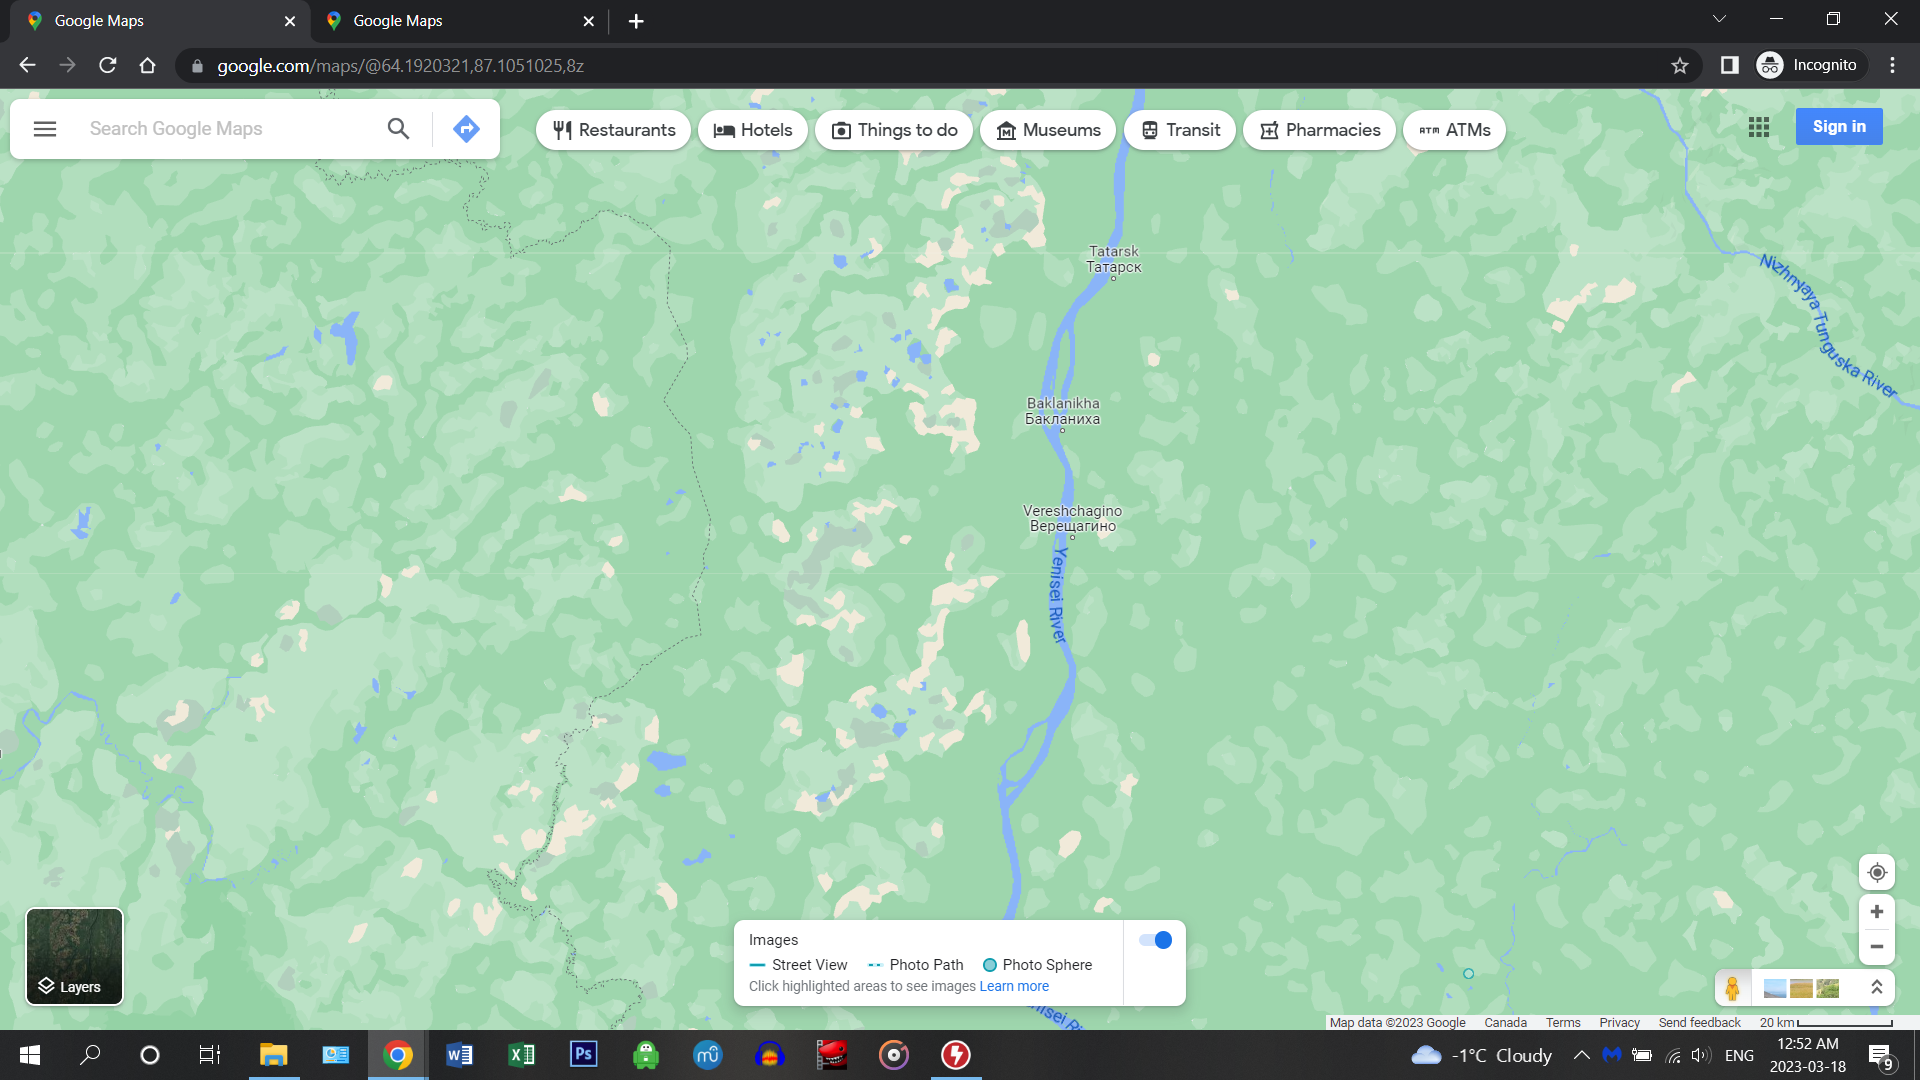 Google Maps
Google Maps
google.com/maps/@64.1920321,87.1051025,8z
Incognito
Search Google Maps
Restaurants
Hotels
Things to do
Museums
Transit
Pharmacies
ATM ATMs
Sign in
Tatarsk
Татарск
Nizhnyaya Tunguska River
Baklanikha
Бакланиха
Vereshchagino
Верещагино
Yenisei River
Images
Street View
Photo Path
Photo Sphere
Click highlighted areas to see images Learn more
Layers
Map data ©2023 Google
Canada
Terms
Privacy
Send feedback
20 km
W
X
Ps
-1°C Cloudy
ENG
12:52 AM
2023-03-18
9